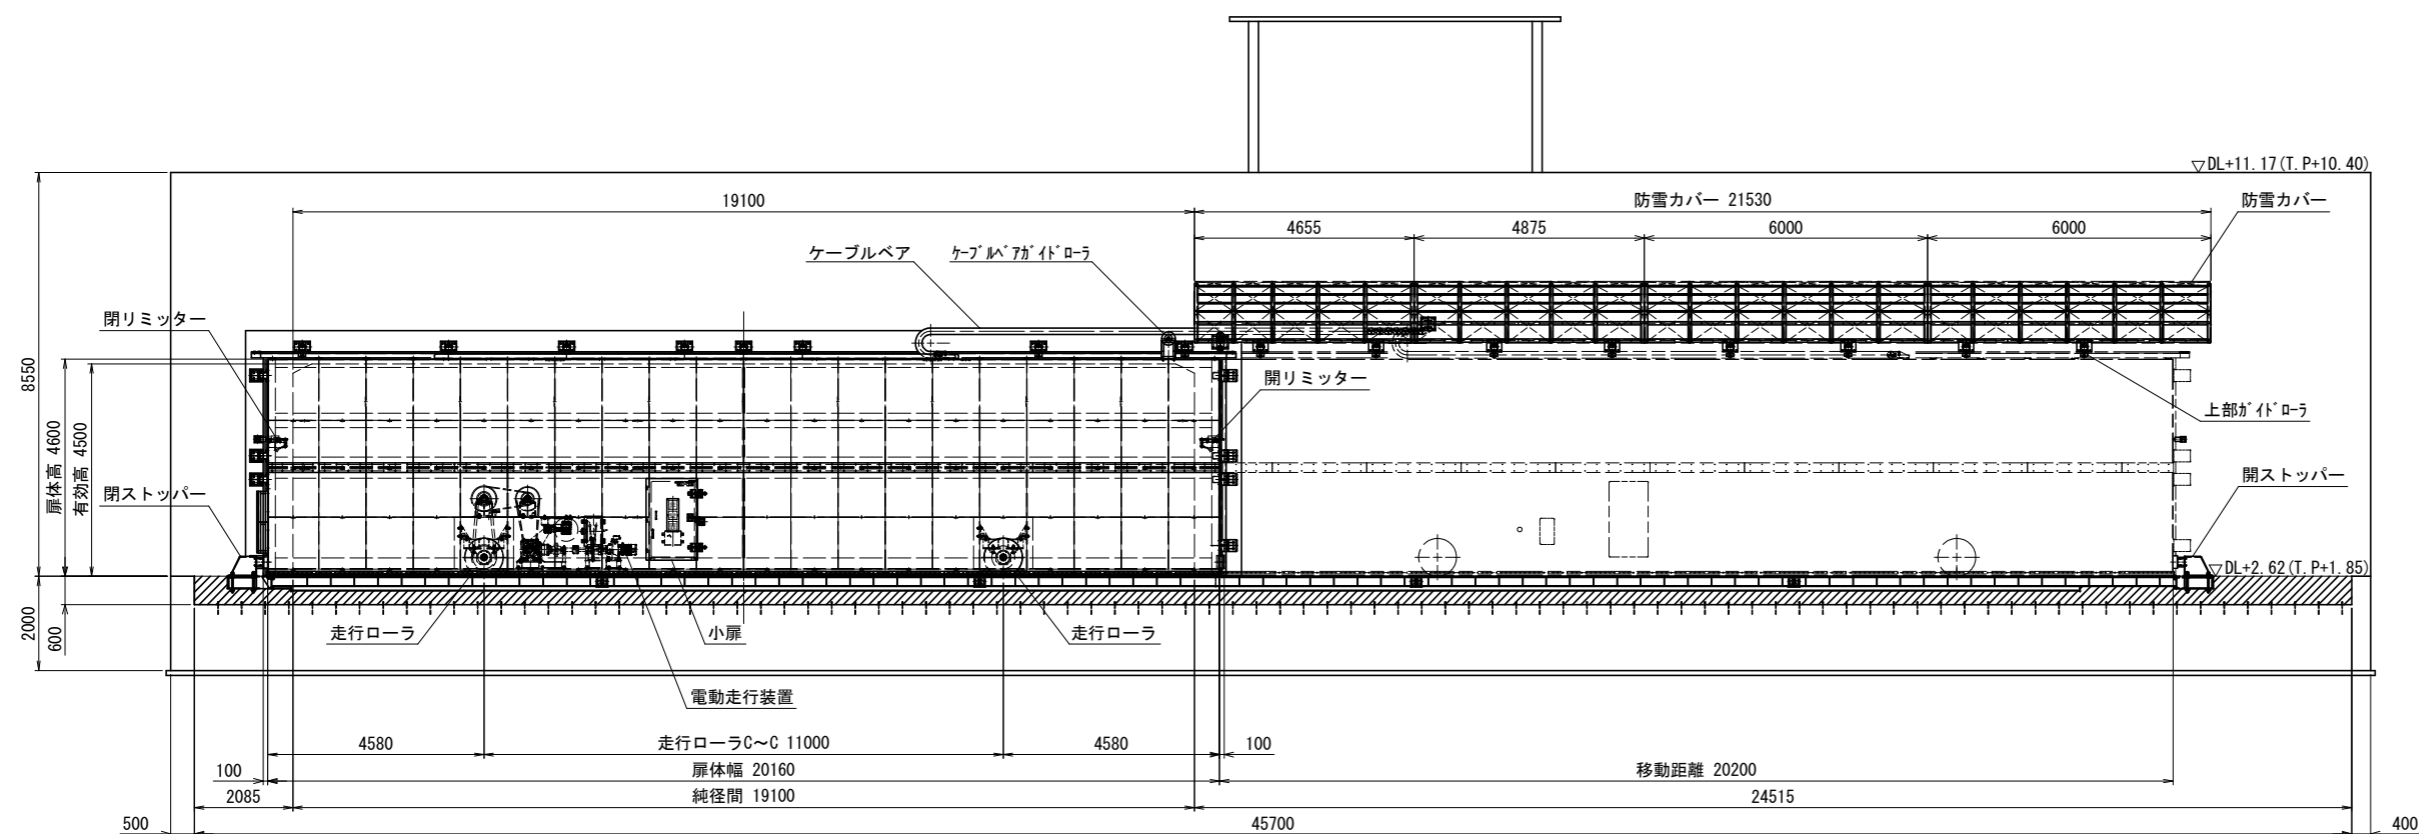 DL+11.17(T.P+10.40)
19100
防雪カバー 21530
防雪カバー
4655
4875
6000
6000
ケーブルベア
ケーブルベアガイドローラ
閉リミッター
開リミッター
8550
扉体高 4600
有効高 4500
上部ガイドローラ
閉ストッパー
開ストッパー
DL+2.62(T.P+1.85)
2000
600
走行ローラ
小扉
走行ローラ
電動走行装置
4580
走行ローラC~C 11000
4580
100
100
扉体幅 20160
移動距離 20200
2085
純径間 19100
24515
500
45700
400